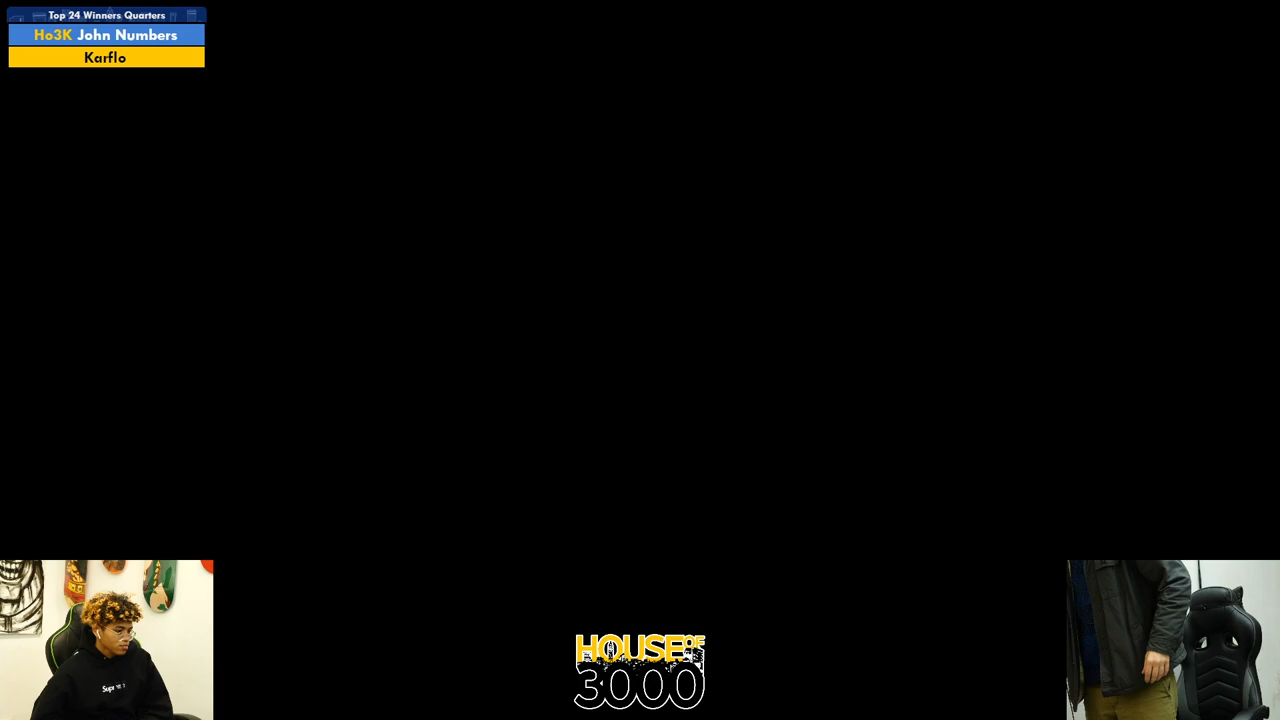 Top 24 Winners Quarters
Ho3K John Numbers
Karflo
HOUSE OF
3000